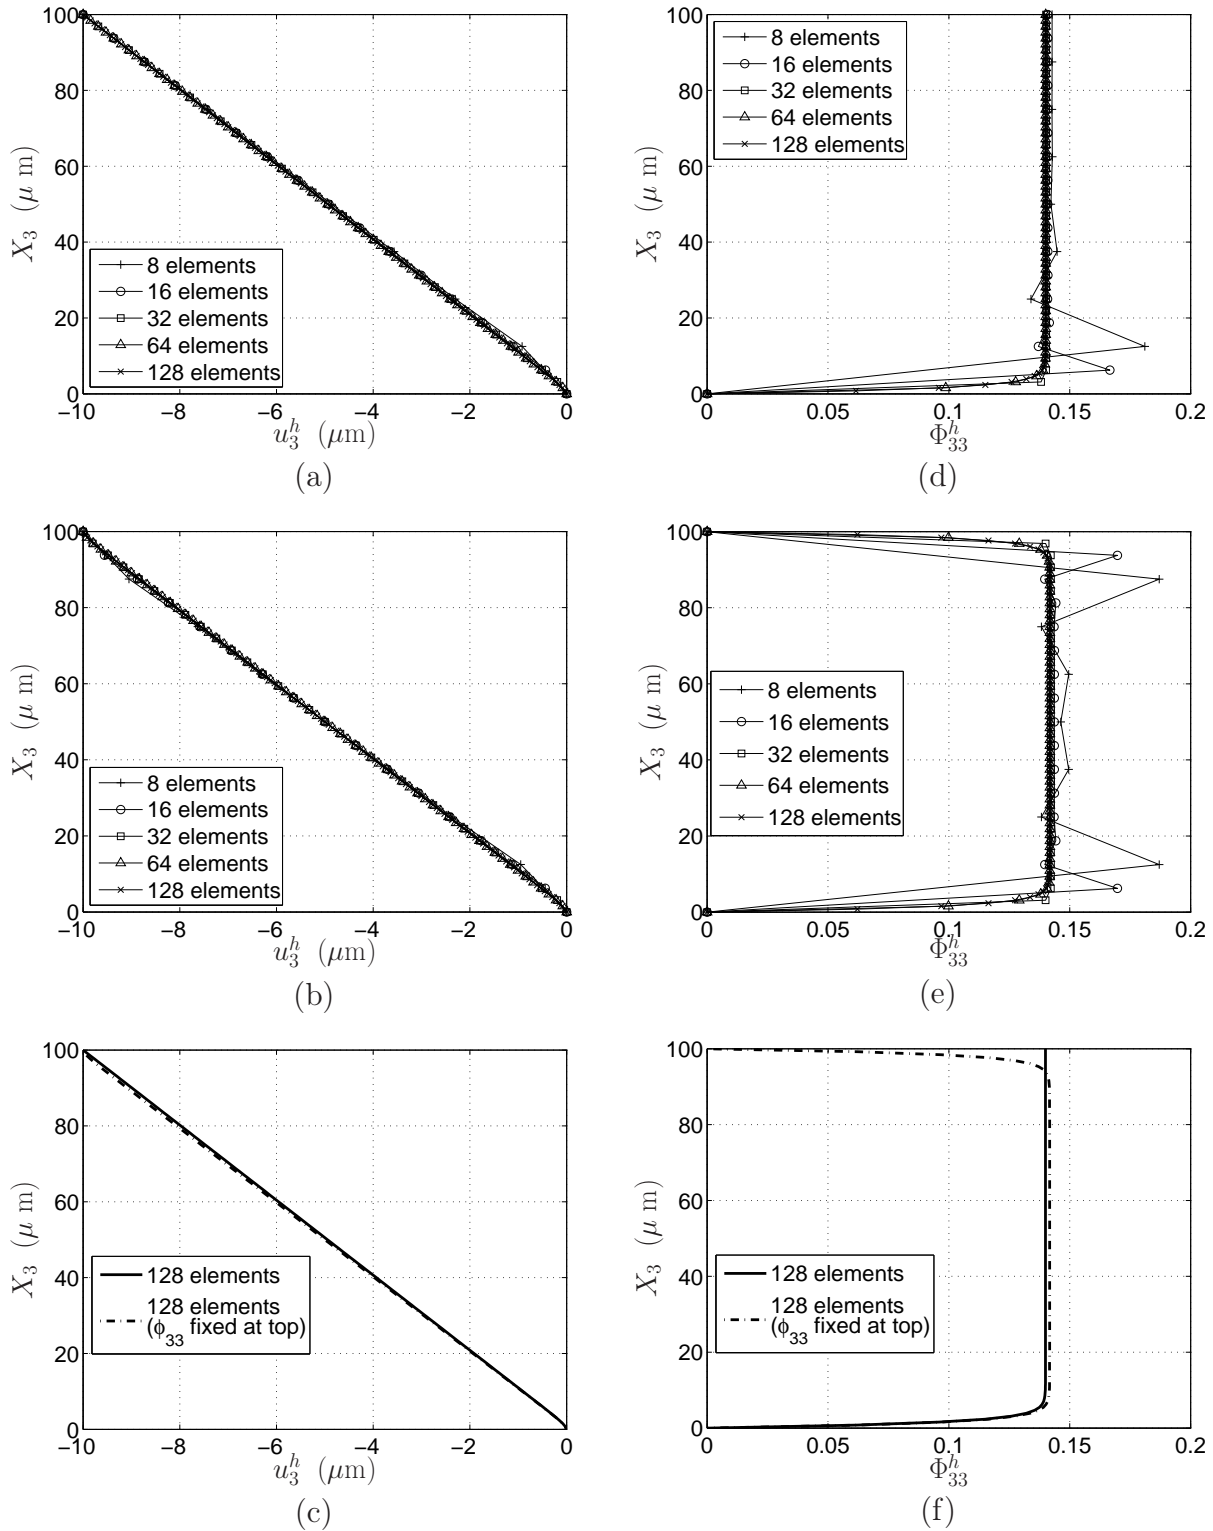 100
80
60
40
20
0
X₃ (μ m)
8 elements
16 elements
32 elements
64 elements
128 elements
−10
−8
−6
−4
−2
0
u₃ʰ (μm)
(a)
100
80
60
40
20
0
X₃ (μ m)
8 elements
16 elements
32 elements
64 elements
128 elements
0
0.05
0.1
0.15
0.2
Φ₃₃ʰ
(d)
100
80
60
40
20
0
X₃ (μ m)
8 elements
16 elements
32 elements
64 elements
128 elements
−10
−8
−6
−4
−2
0
u₃ʰ (μm)
(b)
100
80
60
40
20
0
X₃ (μ m)
8 elements
16 elements
32 elements
64 elements
128 elements
0
0.05
0.1
0.15
0.2
Φ₃₃ʰ
(e)
100
80
60
40
20
0
X₃ (μ m)
128 elements
128 elements
(ϕ₃₃ fixed at top)
−10
−8
−6
−4
−2
0
u₃ʰ (μm)
(c)
100
80
60
40
20
0
X₃ (μ m)
128 elements
128 elements
(ϕ₃₃ fixed at top)
0
0.05
0.1
0.15
0.2
Φ₃₃ʰ
(f)